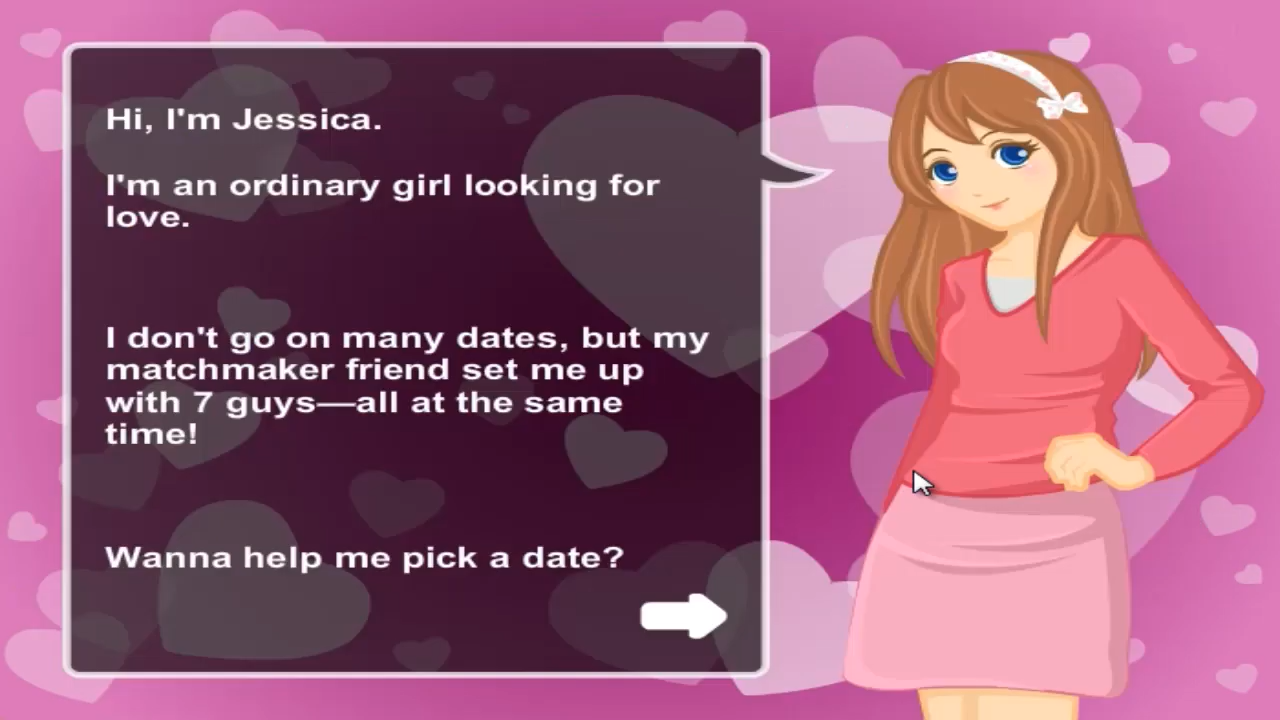 Hi, I'm Jessica.
I'm an ordinary girl looking for
love.
I don't go on many dates, but my
matchmaker friend set me up
with 7 guys—all at the same
time!
Wanna help me pick a date?